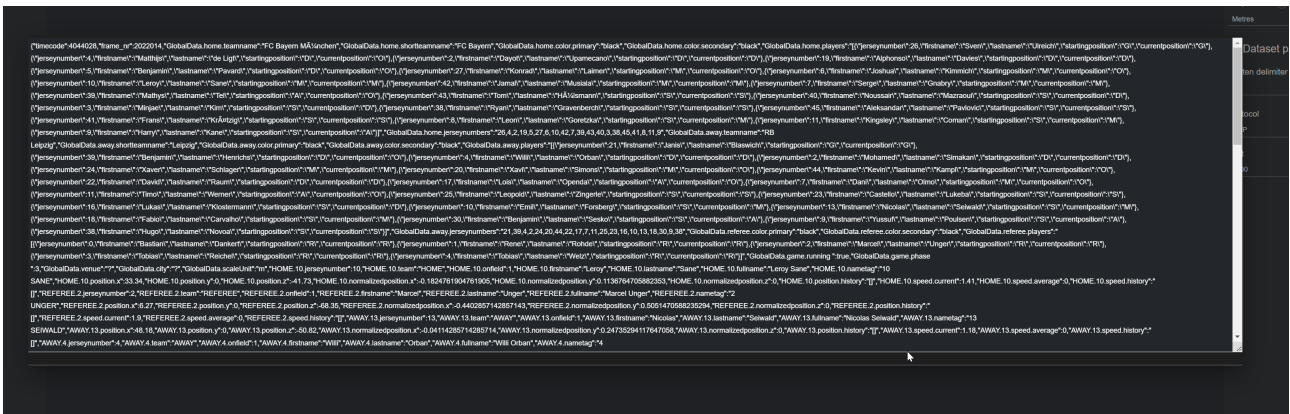 Metres
Dataset p
ten delimiter
tocol
{"timecode":4044028,"frame_nr":2022014,"GlobalData.home.teamname":"FC Bayern MÃ¼nchen","GlobalData.home.shortteamname":"FC Bayern","GlobalData.home.color.primary":"black","GlobalData.home.color.secondary":"black","GlobalData.home.players":"[{\"jerseynumber\":26,\"firstname\":\"Sven\",\"lastname\":\"Ulreich\",\"startingposition\":\"G\",\"currentposition\":\"G\"},
{\"jerseynumber\":4,\"firstname\":\"Matthijs\",\"lastname\":\"de Ligt\",\"startingposition\":\"D\",\"currentposition\":\"O\"},{\"jerseynumber\":2,\"firstname\":\"Dayot\",\"lastname\":\"Upamecano\",\"startingposition\":\"D\",\"currentposition\":\"D\"},{\"jerseynumber\":19,\"firstname\":\"Alphonso\",\"lastname\":\"Davies\",\"startingposition\":\"D\",\"currentposition\":\"D\"},
{\"jerseynumber\":5,\"firstname\":\"Benjamin\",\"lastname\":\"Pavard\",\"startingposition\":\"D\",\"currentposition\":\"O\"},{\"jerseynumber\":27,\"firstname\":\"Konrad\",\"lastname\":\"Laimer\",\"startingposition\":\"M\",\"currentposition\":\"O\"},{\"jerseynumber\":6,\"firstname\":\"Joshua\",\"lastname\":\"Kimmich\",\"startingposition\":\"M\",\"currentposition\":\"O\"},
{\"jerseynumber\":10,\"firstname\":\"Leroy\",\"lastname\":\"Sane\",\"startingposition\":\"M\",\"currentposition\":\"M\"},{\"jerseynumber\":42,\"firstname\":\"Jamal\",\"lastname\":\"Musiala\",\"startingposition\":\"M\",\"currentposition\":\"M\"},{\"jerseynumber\":7,\"firstname\":\"Serge\",\"lastname\":\"Gnabry\",\"startingposition\":\"M\",\"currentposition\":\"M\"},
{\"jerseynumber\":39,\"firstname\":\"Mathys\",\"lastname\":\"Tel\",\"startingposition\":\"A\",\"currentposition\":\"O\"},{\"jerseynumber\":43,\"firstname\":\"Tom\",\"lastname\":\"HÃ¼lsmann\",\"startingposition\":\"S\",\"currentposition\":\"S\"},{\"jerseynumber\":40,\"firstname\":\"Noussair\",\"lastname\":\"Mazraoui\",\"startingposition\":\"S\",\"currentposition\":\"D\"},
{\"jerseynumber\":3,\"firstname\":\"Minjae\",\"lastname\":\"Kim\",\"startingposition\":\"S\",\"currentposition\":\"D\"},{\"jerseynumber\":38,\"firstname\":\"Ryan\",\"lastname\":\"Gravenberch\",\"startingposition\":\"S\",\"currentposition\":\"S\"},{\"jerseynumber\":45,\"firstname\":\"Aleksandar\",\"lastname\":\"Pavlovic\",\"startingposition\":\"S\",\"currentposition\":\"S\"},
{\"jerseynumber\":41,\"firstname\":\"Frans\",\"lastname\":\"KrÃ¤tzig\",\"startingposition\":\"S\",\"currentposition\":\"S\"},{\"jerseynumber\":8,\"firstname\":\"Leon\",\"lastname\":\"Goretzka\",\"startingposition\":\"S\",\"currentposition\":\"M\"},{\"jerseynumber\":11,\"firstname\":\"Kingsley\",\"lastname\":\"Coman\",\"startingposition\":\"S\",\"currentposition\":\"M\"},
{\"jerseynumber\":9,\"firstname\":\"Harry\",\"lastname\":\"Kane\",\"startingposition\":\"S\",\"currentposition\":\"A\"}]","GlobalData.home.jerseynumbers":"26,4,2,19,5,27,6,10,42,7,39,43,40,3,38,45,41,8,11,9","GlobalData.away.teamname":"RB
Leipzig","GlobalData.away.shortteamname":"Leipzig","GlobalData.away.color.primary":"black","GlobalData.away.color.secondary":"black","GlobalData.away.players":"[{\"jerseynumber\":21,\"firstname\":\"Janis\",\"lastname\":\"Blaswich\",\"startingposition\":\"G\",\"currentposition\":\"G\"},
{\"jerseynumber\":39,\"firstname\":\"Benjamin\",\"lastname\":\"Henrichs\",\"startingposition\":\"D\",\"currentposition\":\"O\"},{\"jerseynumber\":4,\"firstname\":\"Willi\",\"lastname\":\"Orban\",\"startingposition\":\"D\",\"currentposition\":\"D\"},{\"jerseynumber\":2,\"firstname\":\"Mohamed\",\"lastname\":\"Simakan\",\"startingposition\":\"D\",\"currentposition\":\"D\"},
{\"jerseynumber\":24,\"firstname\":\"Xaver\",\"lastname\":\"Schlager\",\"startingposition\":\"M\",\"currentposition\":\"M\"},{\"jerseynumber\":20,\"firstname\":\"Xavi\",\"lastname\":\"Simons\",\"startingposition\":\"M\",\"currentposition\":\"O\"},{\"jerseynumber\":44,\"firstname\":\"Kevin\",\"lastname\":\"Kampl\",\"startingposition\":\"M\",\"currentposition\":\"O\"},
{\"jerseynumber\":22,\"firstname\":\"David\",\"lastname\":\"Raum\",\"startingposition\":\"D\",\"currentposition\":\"D\"},{\"jerseynumber\":17,\"firstname\":\"Lois\",\"lastname\":\"Openda\",\"startingposition\":\"A\",\"currentposition\":\"O\"},{\"jerseynumber\":7,\"firstname\":\"Dani\",\"lastname\":\"Olmo\",\"startingposition\":\"M\",\"currentposition\":\"O\"},
{\"jerseynumber\":11,\"firstname\":\"Timo\",\"lastname\":\"Werner\",\"startingposition\":\"A\",\"currentposition\":\"O\"},{\"jerseynumber\":25,\"firstname\":\"Leopold\",\"lastname\":\"Zingerle\",\"startingposition\":\"S\",\"currentposition\":\"S\"},{\"jerseynumber\":23,\"firstname\":\"Castello\",\"lastname\":\"Lukeba\",\"startingposition\":\"S\",\"currentposition\":\"S\"},
{\"jerseynumber\":16,\"firstname\":\"Lukas\",\"lastname\":\"Klostermann\",\"startingposition\":\"S\",\"currentposition\":\"D\"},{\"jerseynumber\":10,\"firstname\":\"Emil\",\"lastname\":\"Forsberg\",\"startingposition\":\"S\",\"currentposition\":\"M\"},{\"jerseynumber\":13,\"firstname\":\"Nicolas\",\"lastname\":\"Seiwald\",\"startingposition\":\"S\",\"currentposition\":\"M\"},
{\"jerseynumber\":18,\"firstname\":\"Fabio\",\"lastname\":\"Carvalho\",\"startingposition\":\"S\",\"currentposition\":\"M\"},{\"jerseynumber\":30,\"firstname\":\"Benjamin\",\"lastname\":\"Sesko\",\"startingposition\":\"S\",\"currentposition\":\"A\"},{\"jerseynumber\":9,\"firstname\":\"Yussuf\",\"lastname\":\"Poulsen\",\"startingposition\":\"S\",\"currentposition\":\"A\"},
{\"jerseynumber\":38,\"firstname\":\"Hugo\",\"lastname\":\"Novoa\",\"startingposition\":\"S\",\"currentposition\":\"S\"}]","GlobalData.away.jerseynumbers":"21,39,4,2,24,20,44,22,17,7,11,25,23,16,10,13,18,30,9,38","GlobalData.referee.color.primary":"black","GlobalData.referee.color.secondary":"black","GlobalData.referee.players":"
[{\"jerseynumber\":0,\"firstname\":\"Bastian\",\"lastname\":\"Dankert\",\"startingposition\":\"R\",\"currentposition\":\"R\"},{\"jerseynumber\":1,\"firstname\":\"Rene\",\"lastname\":\"Rohde\",\"startingposition\":\"R\",\"currentposition\":\"R\"},{\"jerseynumber\":2,\"firstname\":\"Marcel\",\"lastname\":\"Unger\",\"startingposition\":\"R\",\"currentposition\":\"R\"},
{\"jerseynumber\":3,\"firstname\":\"Tobias\",\"lastname\":\"Reichel\",\"startingposition\":\"R\",\"currentposition\":\"R\"},{\"jerseynumber\":4,\"firstname\":\"Tobias\",\"lastname\":\"Welz\",\"startingposition\":\"R\",\"currentposition\":\"R\"}]","GlobalData.game.running ":true,"GlobalData.game.phase
":3,"GlobalData.venue":"?","GlobalData.city":"?","GlobalData.scaleUnit":"m","HOME.10.jerseynumber":10,"HOME.10.team":"HOME","HOME.10.onfield":1,"HOME.10.firstname":"Leroy","HOME.10.lastname":"Sane","HOME.10.fullname":"Leroy Sane","HOME.10.nametag":"10
SANE","HOME.10.position.x":33.34,"HOME.10.position.y":0,"HOME.10.position.z":-41.73,"HOME.10.normalizedposition.x":-0.1824761904761905,"HOME.10.normalizedposition.y":0.1136764705882353,"HOME.10.normalizedposition.z":0,"HOME.10.position.history":"[]","HOME.10.speed.current":1.41,"HOME.10.speed.average":0,"HOME.10.speed.history":"
[]","REFEREE.2.jerseynumber":2,"REFEREE.2.team":"REFEREE","REFEREE.2.onfield":1,"REFEREE.2.firstname":"Marcel","REFEREE.2.lastname":"Unger","REFEREE.2.fullname":"Marcel Unger","REFEREE.2.nametag":"2
UNGER","REFEREE.2.position.x":6.27,"REFEREE.2.position.y":0,"REFEREE.2.position.z":-68.35,"REFEREE.2.normalizedposition.x":-0.4402857142857143,"REFEREE.2.normalizedposition.y":0.5051470588235294,"REFEREE.2.normalizedposition.z":0,"REFEREE.2.position.history":"
[]","REFEREE.2.speed.current":1.9,"REFEREE.2.speed.average":0,"REFEREE.2.speed.history":"[]","AWAY.13.jerseynumber":13,"AWAY.13.team":"AWAY","AWAY.13.onfield":1,"AWAY.13.firstname":"Nicolas","AWAY.13.lastname":"Seiwald","AWAY.13.fullname":"Nicolas Seiwald","AWAY.13.nametag":"13
SEIWALD","AWAY.13.position.x":48.18,"AWAY.13.position.y":0,"AWAY.13.position.z":-50.82,"AWAY.13.normalizedposition.x":-0.04114285714285714,"AWAY.13.normalizedposition.y":0.247352941176470​58,"AWAY.13.normalizedposition.z":0,"AWAY.13.position.history":"[]","AWAY.13.speed.current":1.18,"AWAY.13.speed.average":0,"AWAY.13.speed.history":"
[]","AWAY.4.jerseynumber":4,"AWAY.4.team":"AWAY","AWAY.4.onfield":1,"AWAY.4.firstname":"Willi","AWAY.4.lastname":"Orban","AWAY.4.fullname":"Willi Orban","AWAY.4.nametag":"4